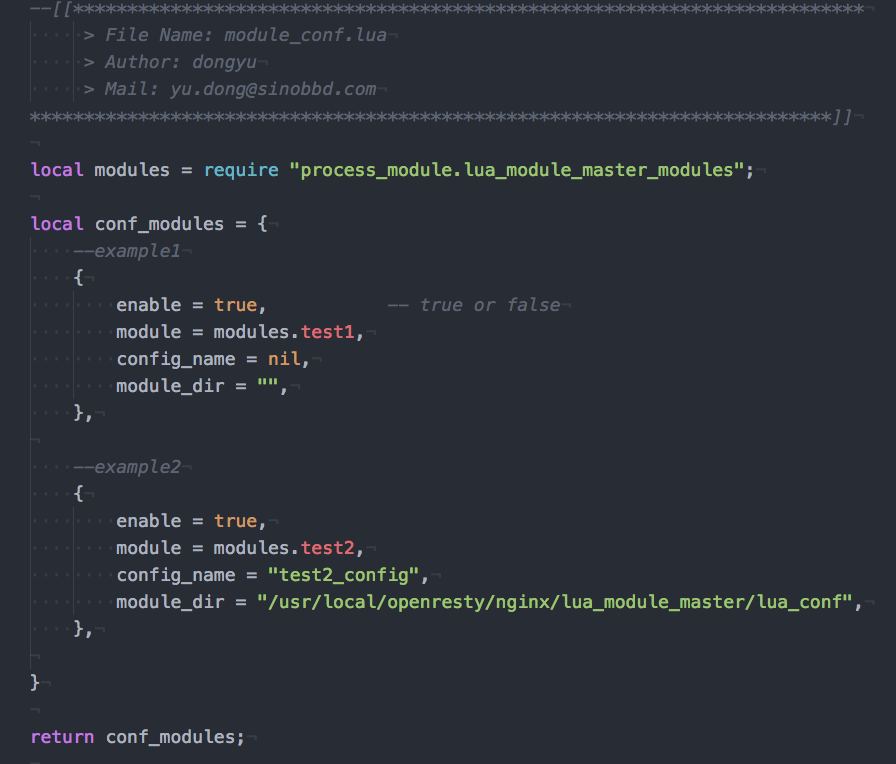 --[[*************************************************************************
    > File Name: module_conf.lua
    > Author: dongyu
    > Mail: yu.dong@sinobbd.com
**************************************************************************]]

local modules = require "process_module.lua_module_master_modules";

local conf_modules = {
    --example1
    {
        enable = true,           -- true or false
        module = modules.test1,
        config_name = nil,
        module_dir = "",
    },

    --example2
    {
        enable = true,
        module = modules.test2,
        config_name = "test2_config",
        module_dir = "/usr/local/openresty/nginx/lua_module_master/lua_conf",
    },

}

return conf_modules;